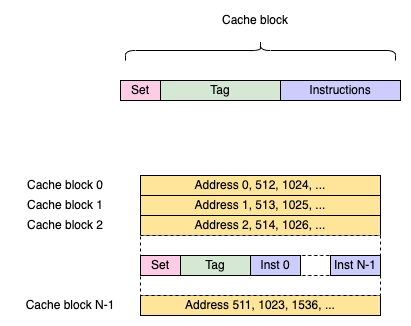 Cache block
Set Tag Instructions
Cache block 0 Address 0, 512, 1024, ...
Cache block 1 Address 1, 513, 1025, ...
Cache block 2 Address 2, 514, 1026, ...
Set Tag Inst 0 Inst N-1
Cache block N-1 Address 511, 1023, 1536, ...